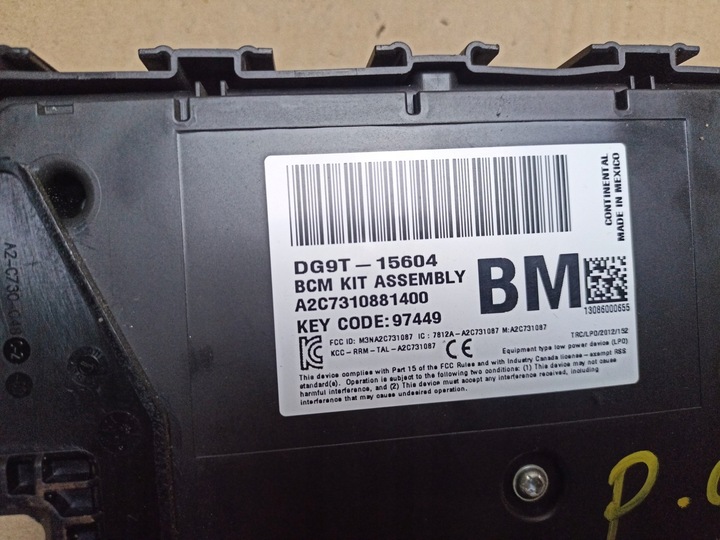 DG9T-15604
BCM KIT ASSEMBLY
A2C7310881400
KEY CODE: 97449
BM
CONTINENTAL
MADE IN MEXICO
13086000655
FCC ID: M3NA2C731087 IC: 7812A-A2C731087 M:A2C731087
KCC-RRM-TAL-A2C731087
CE
TRC/LPD/2012/152
Equipment type low power device (LPD)
This device complies with Part 15 of the FCC Rules and with Industry Canada license-exempt RSS
standard(s). Operation is subject to the following two conditions: (1) This device may not cause
harmful interference, and (2) This device must accept any interference received, including
interference that may cause undesired operation.